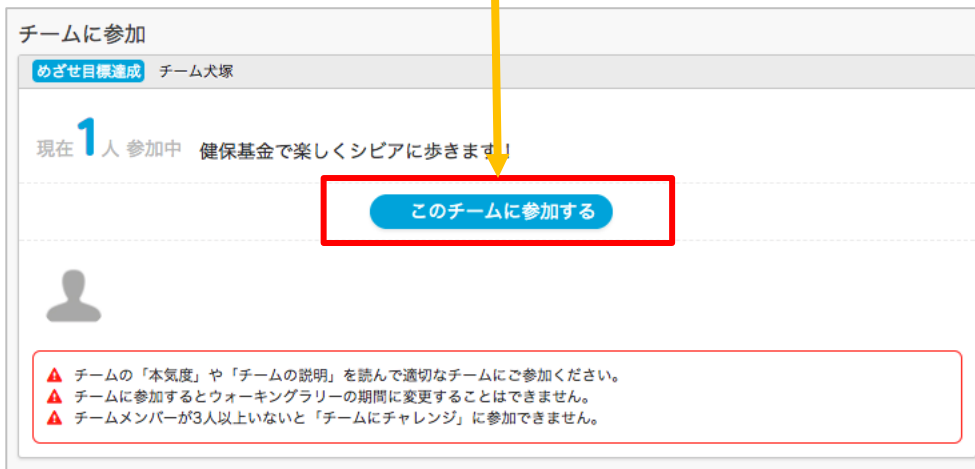 チームに参加
めざせ目標達成 チーム犬塚
現在 1 人 参加中 健保基金で楽しくシビアに歩きます!
このチームに参加する
チームの「本気度」や「チームの説明」を読んで適切なチームにご参加ください。
チームに参加するとウォーキングラリーの期間に変更することはできません。
チームメンバーが3人以上いないと「チームにチャレンジ」に参加できません。